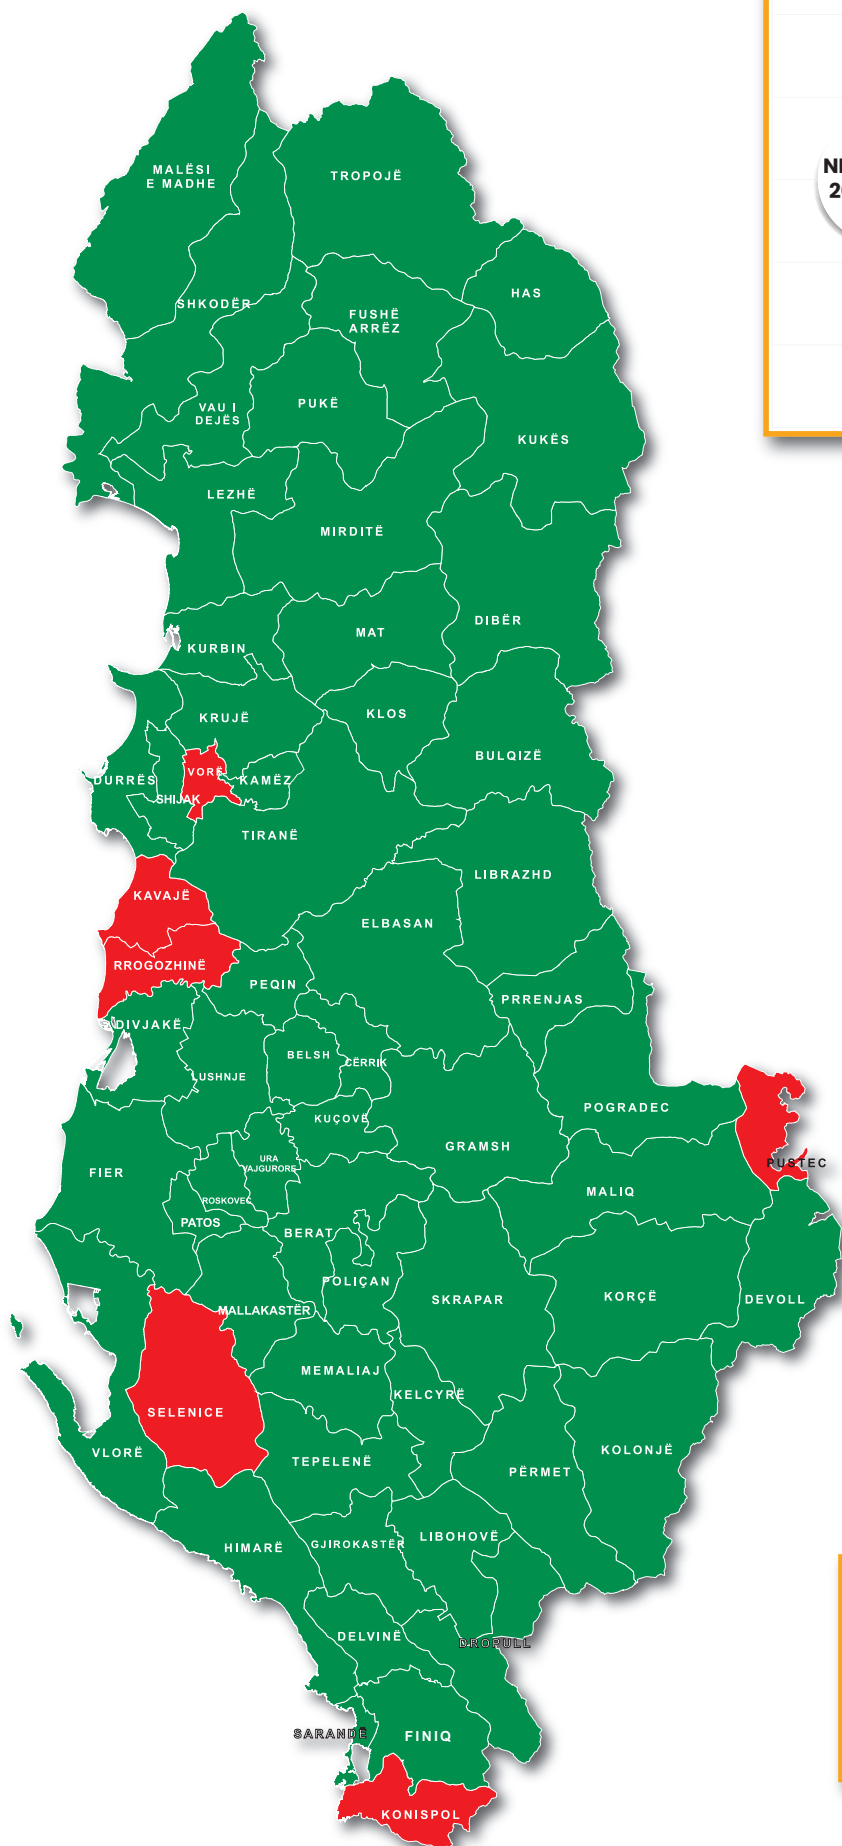 MALËSI
E MADHE
TROPOJË
HAS
SHKODËR
FUSHË
ARRËZ
VAU I
DEJËS
PUKË
KUKËS
LEZHË
MIRDITË
DIBËR
KURBIN
MAT
KRUJË
KLOS
BULQIZË
DURRËS
VORË
KAMËZ
SHIJAK
TIRANË
LIBRAZHD
KAVAJË
ELBASAN
RROGOZHINË
PEQIN
PRRENJAS
DIVJAKË
BELSH
CËRRIK
LUSHNJE
KUÇOVË
POGRADEC
GRAMSH
URA
VAJGURORE
FIER
PUSTEC
MALIQ
ROSKOVEC
PATOS
BERAT
POLIÇAN
SKRAPAR
KORÇË
DEVOLL
MALLAKASTËR
MEMALIAJ
KELCYRË
SELENICE
VLORË
TEPELENË
PËRMET
KOLONJË
HIMARË
GJIROKASTËR
LIBOHOVË
DELVINË
DROPULL
SARANDË
FINIQ
KONISPOL